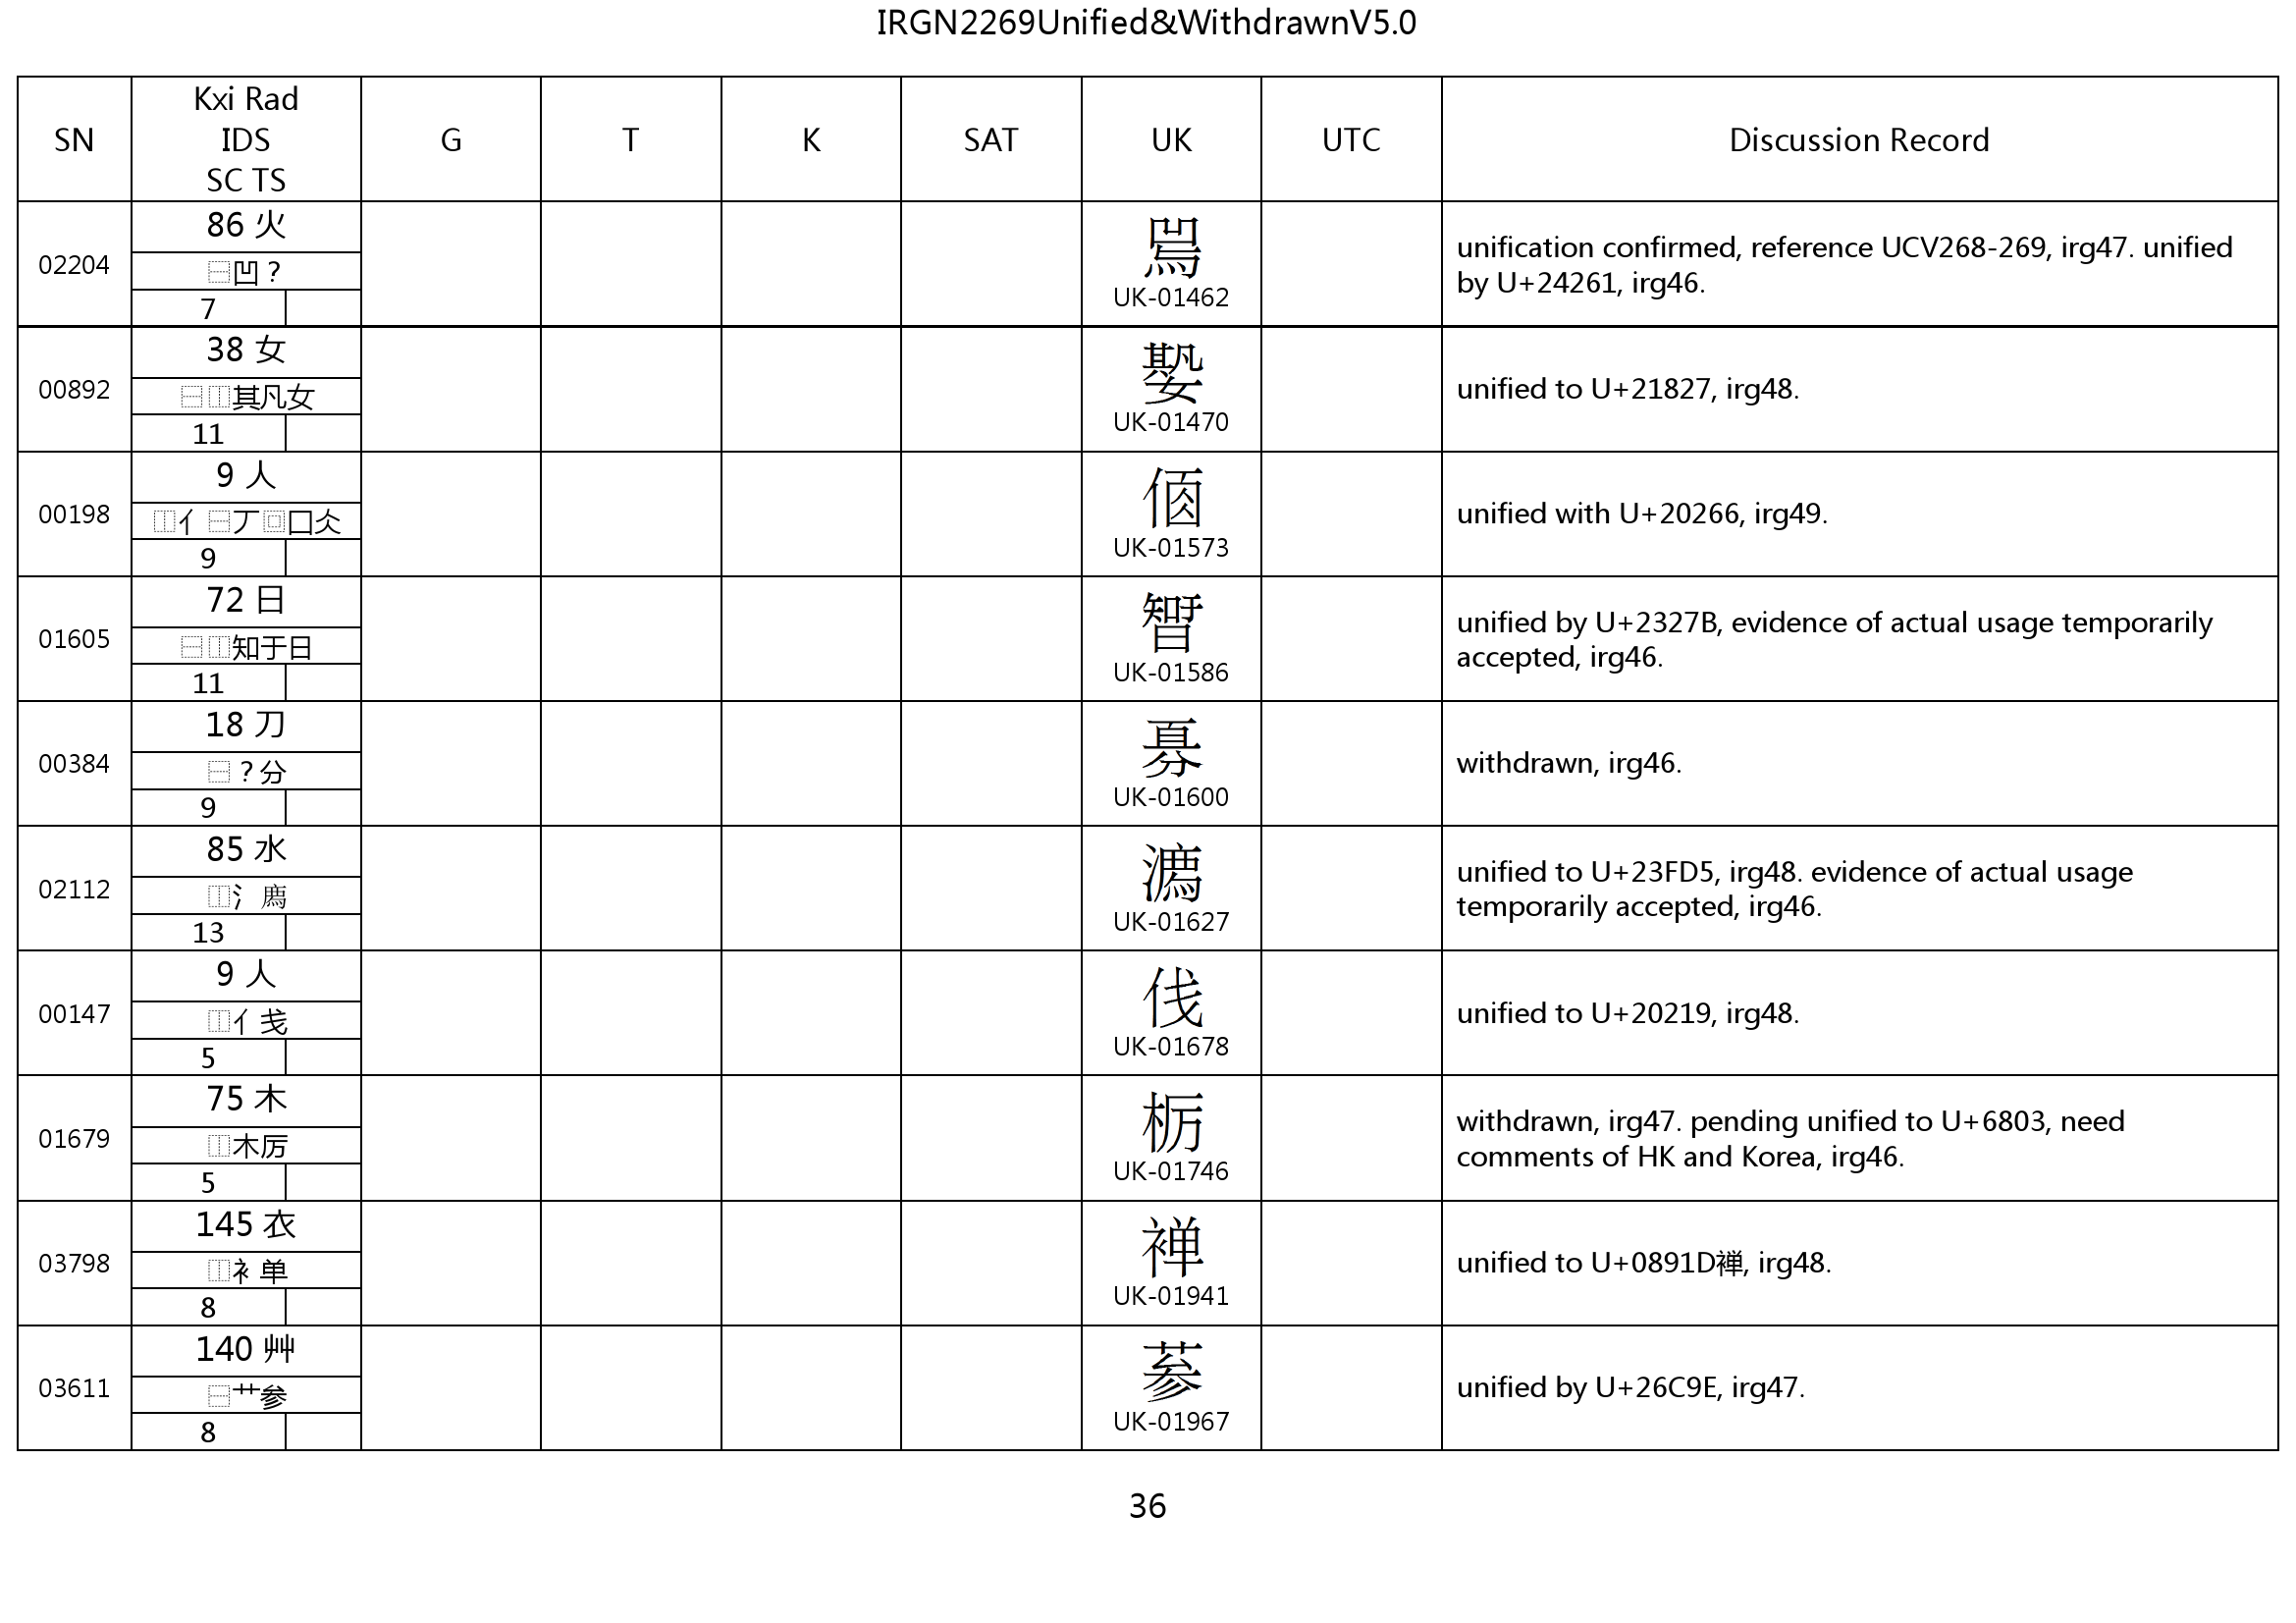 IRGN2269Unified&WithdrawnV5.0
SN
Kxi Rad
IDS
SC TS
G
T
K
SAT
UK
UTC
Discussion Record
02204
86 火
⿱凹？
7
UK-01462
unification confirmed, reference UCV268-269, irg47. unified
by U+24261, irg46.
00892
38 女
⿱⿰其凡女
11
UK-01470
unified to U+21827, irg48.
00198
9 人
⿰亻⿱丆⿴囗仌
9
UK-01573
unified with U+20266, irg49.
01605
72 日
⿱⿰知于日
11
UK-01586
unified by U+2327B, evidence of actual usage temporarily
accepted, irg46.
00384
18 刀
⿱？分
9
UK-01600
withdrawn, irg46.
02112
85 水
⿰氵廌
13
UK-01627
unified to U+23FD5, irg48. evidence of actual usage
temporarily accepted, irg46.
00147
9 人
⿰亻戋
5
UK-01678
unified to U+20219, irg48.
01679
75 木
⿰木厉
5
栃
UK-01746
withdrawn, irg47. pending unified to U+6803, need
comments of HK and Korea, irg46.
03798
145 衣
⿰衤单
8
UK-01941
unified to U+0891D褝, irg48.
03611
140 艸
⿱艹参
8
UK-01967
unified by U+26C9E, irg47.
36